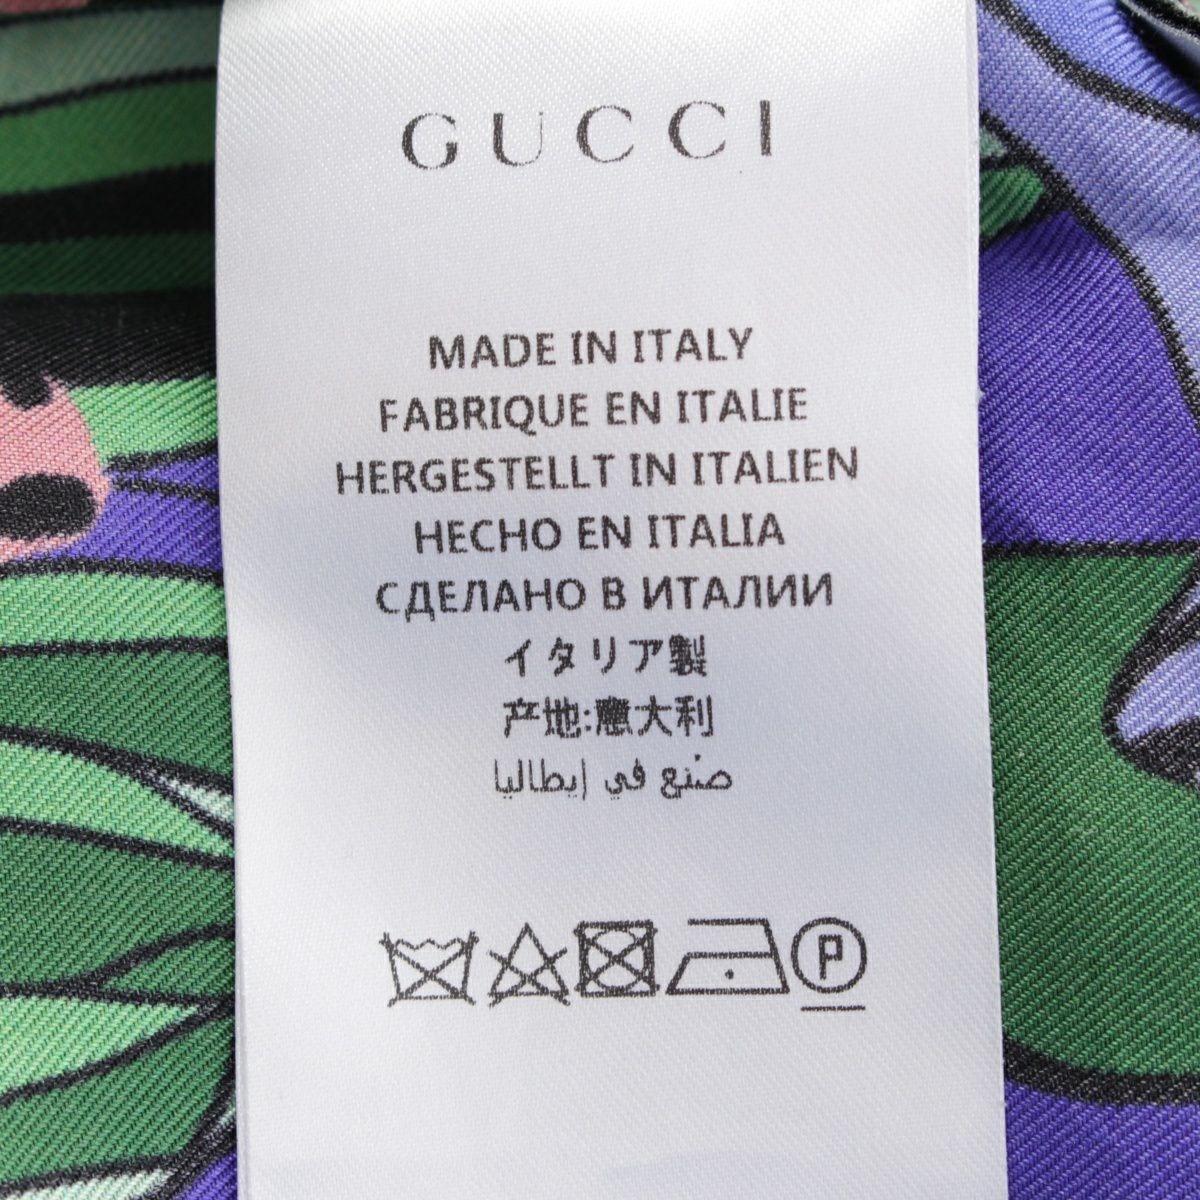 GUCCI
MADE IN ITALY
FABRIQUE EN ITALIE
HERGESTELLT IN ITALIEN
HECHO EN ITALIA
СДЕЛАНО В ИТАЛИИ
イタリア製
产地:意大利
صنع في إيطاليا
P